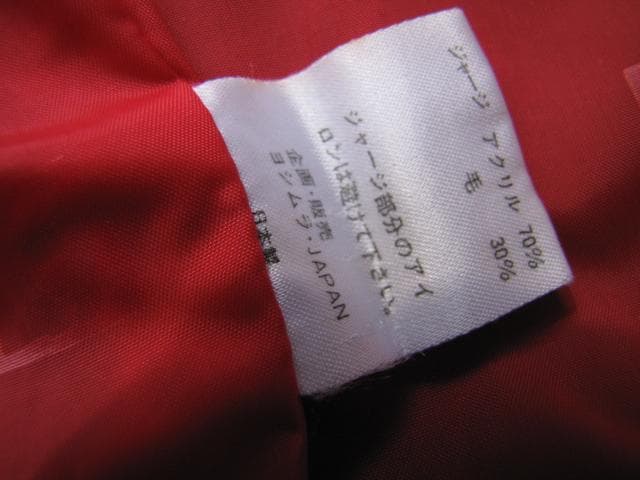 ジャージ アクリル 70%
毛 30%
ジャージ部分のアイ
ロンは避けて下さい。
企画・販売
ヨシムラ・JAPAN
日本製